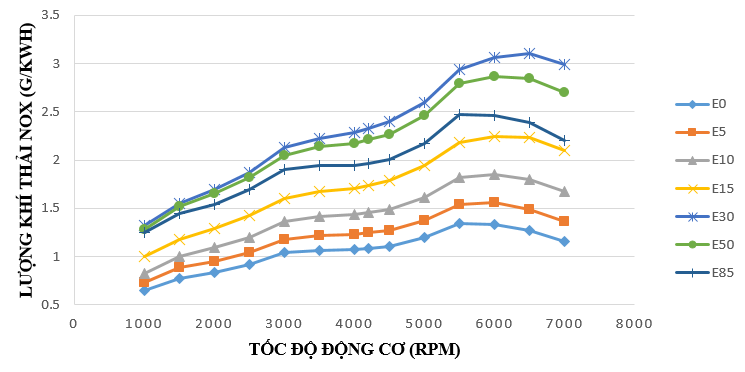 LƯỢNG KHÍ THẢI NOX (G/KWH)
3.5
3
2.5
2
1.5
1
0.5
0 1000 2000 3000 4000 5000 6000 7000 8000
TỐC ĐỘ ĐỘNG CƠ (RPM)
E0
E5
E10
E15
E30
E50
E85